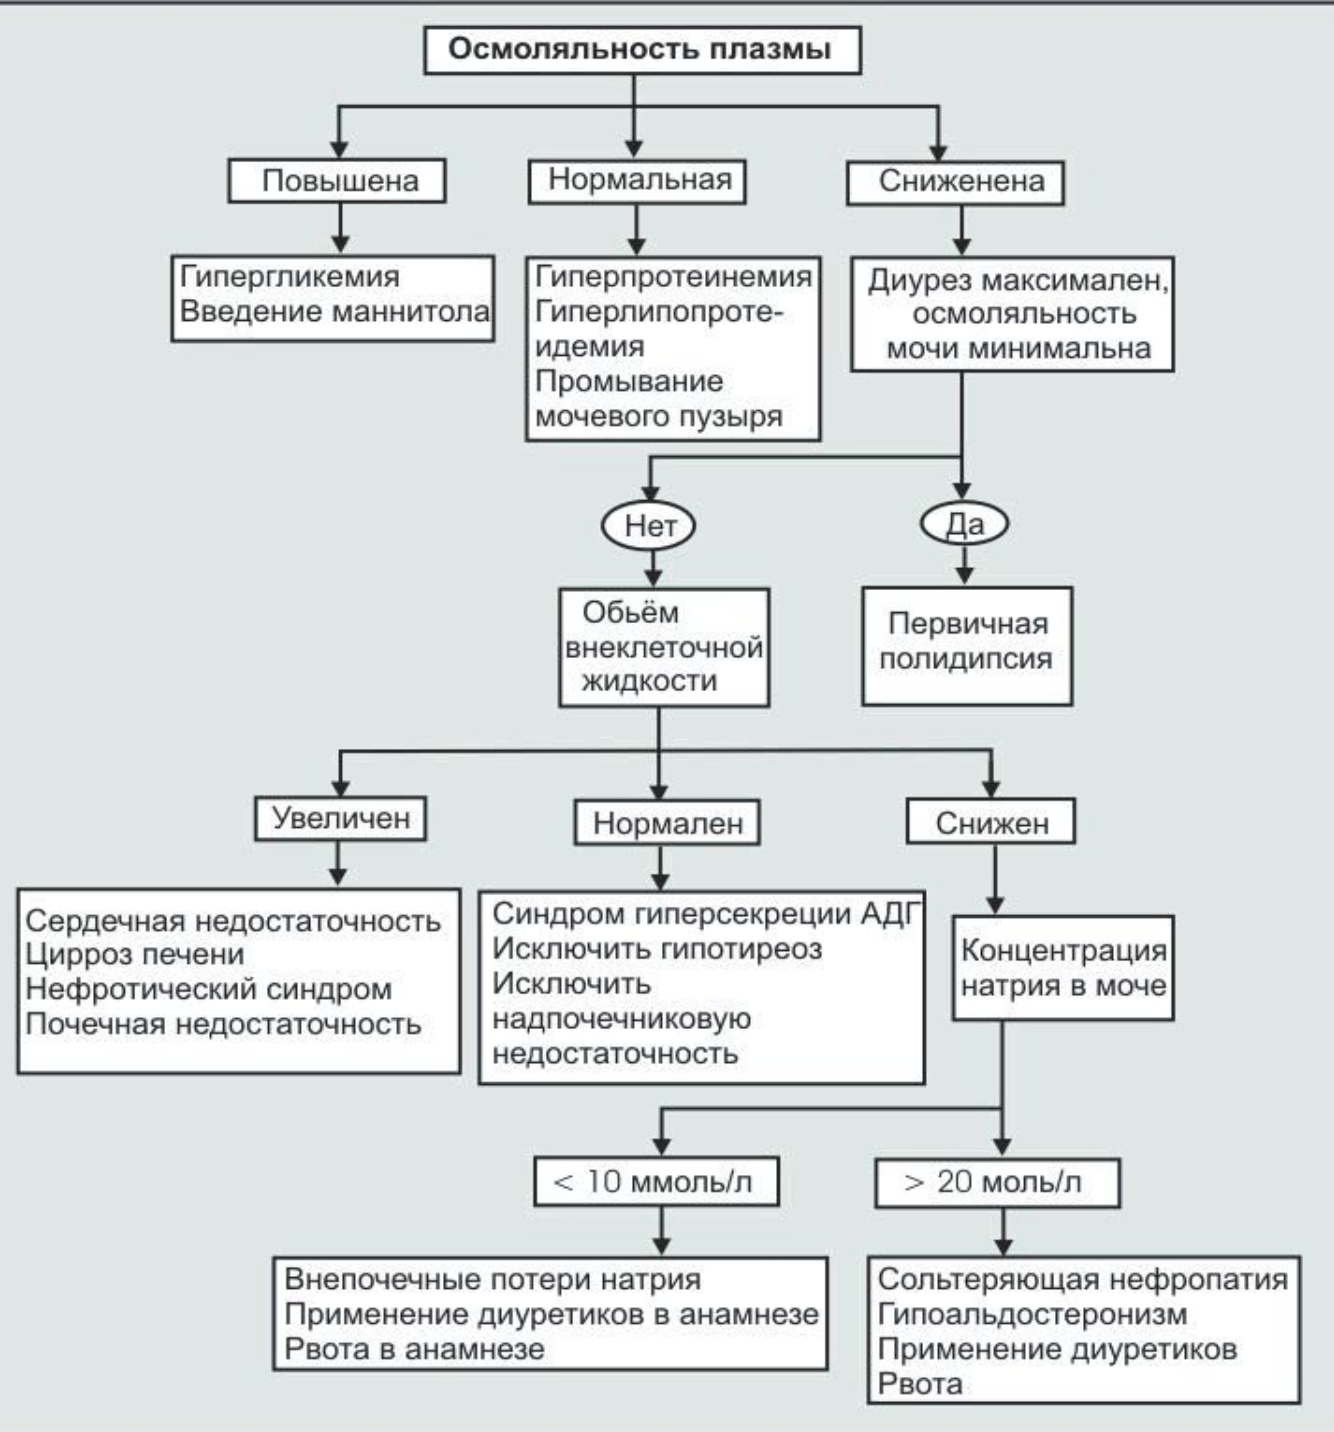 Осмоляльность плазмы
Повышена
Нормальная
Сниженена
Гипергликемия
Введение маннитола
Гиперпротеинемия
Гиперлипопроте-
идемия
Промывание
мочевого пузыря
Диурез максимален,
осмоляльность
мочи минимальна
Нет
Да
Обьём
внеклеточной
жидкости
Первичная
полидипсия
Увеличен
Нормален
Снижен
Сердечная недостаточность
Цирроз печени
Нефротический синдром
Почечная недостаточность
Синдром гиперсекреции АДГ
Исключить гипотиреоз
Исключить
надпочечниковую
недостаточность
Концентрация
натрия в моче
< 10 ммоль/л
> 20 моль/л
Внепочечные потери натрия
Применение диуретиков в анамнезе
Рвота в анамнезе
Сольтеряющая нефропатия
Гипоальдостеронизм
Применение диуретиков
Рвота